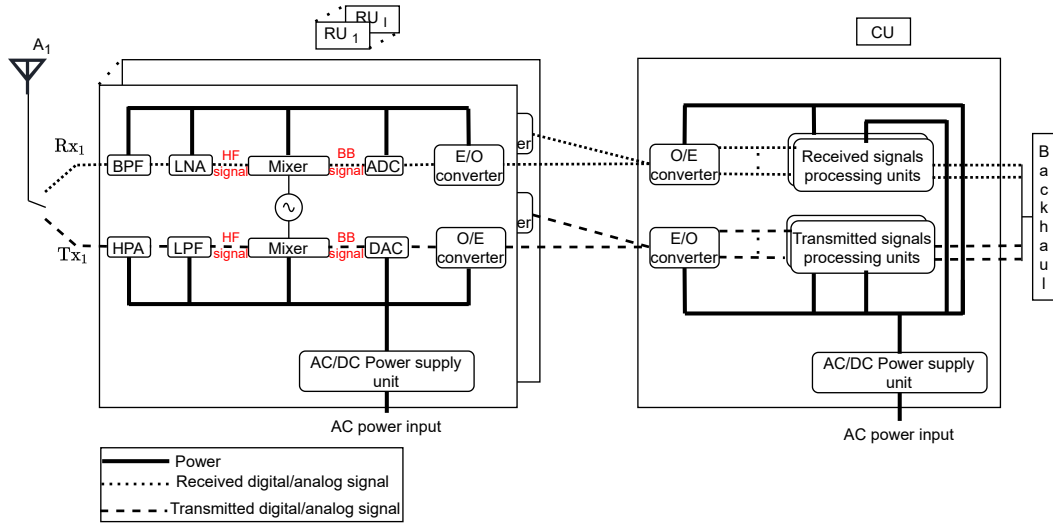 RU I
RU 1
CU
A1
Rx1
BPF
LNA
HF
signal
Mixer
BB
signal
ADC
E/O
converter
er
O/E
converter
Received signals
processing units
Tx1
HPA
LPF
HF
signal
Mixer
BB
signal
DAC
O/E
converter
er
E/O
converter
Transmitted signals
processing units
Backhaul
AC/DC Power supply
unit
AC power input
AC/DC Power supply
unit
AC power input
Power
Received digital/analog signal
Transmitted digital/analog signal